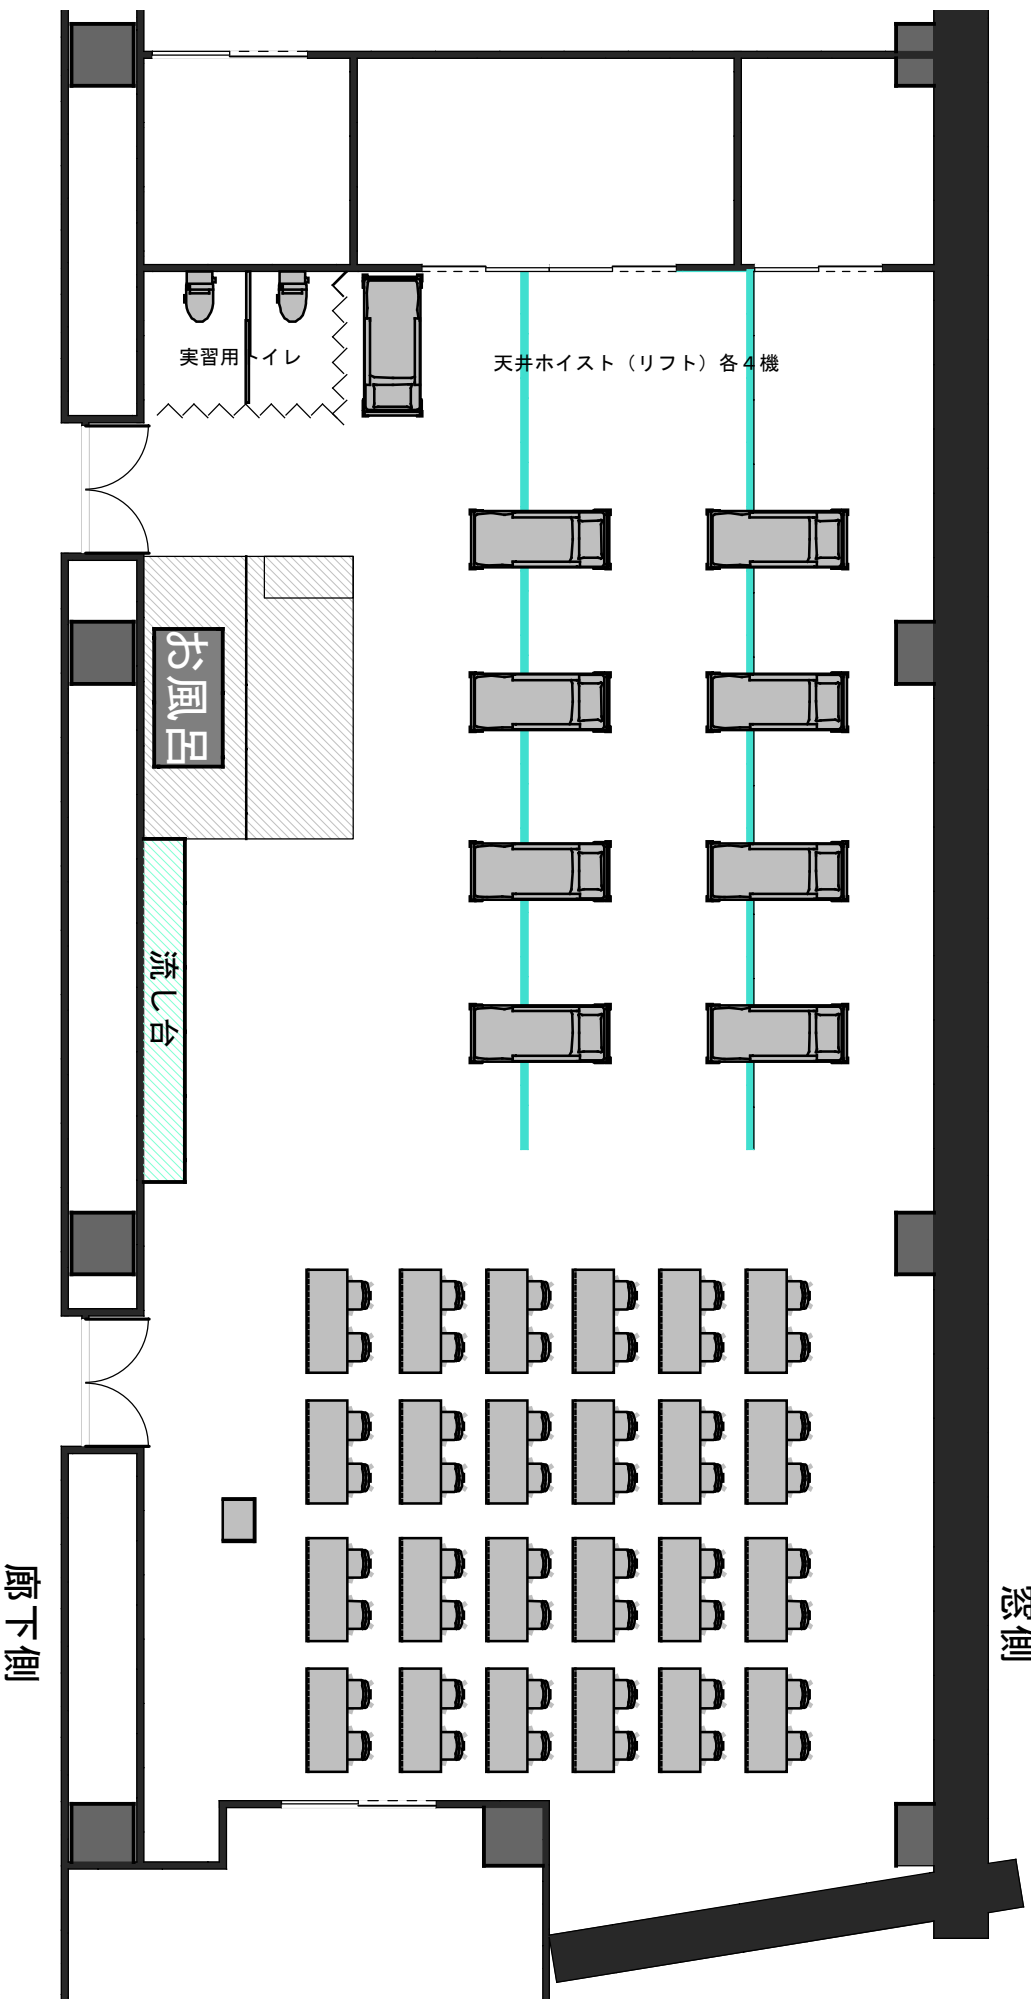 実習用トイレ
天井ホイスト（リフト）各４機
お風呂
流し台
廊下側
窓側